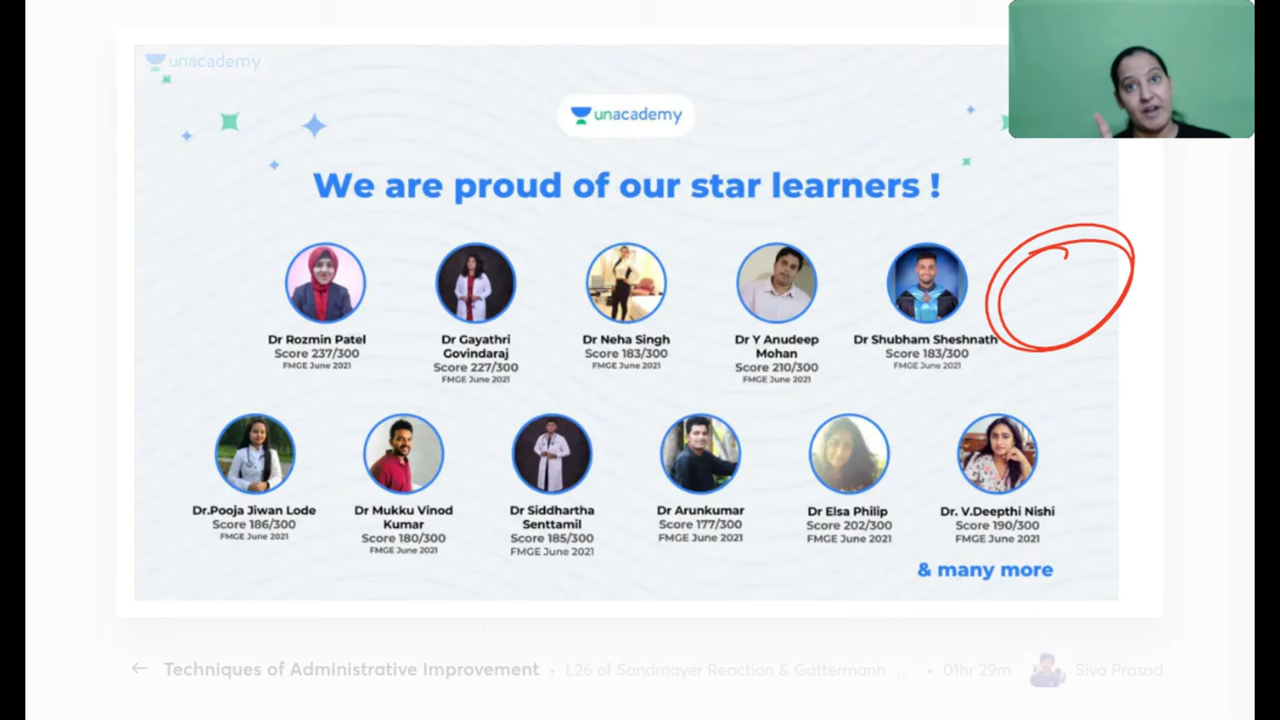 unacademy
unacademy
We are proud of our star learners !
Dr Rozmin Patel
Score 237/300
FMGE June 2021
Dr Gayathri
Govindaraj
Score 227/300
FMGE June 2021
Dr Neha Singh
Score 183/300
FMGE June 2021
Dr Y Anudeep
Mohan
Score 210/300
FMGE June 2021
Dr Shubham Sheshnath
Score 183/300
FMGE June 2021
Dr.Pooja Jiwan Lode
Score 186/300
FMGE June 2021
Dr Mukku Vinod
Kumar
Score 180/300
FMGE June 2021
Dr Siddhartha
Senttamil
Score 185/300
FMGE June 2021
Dr Arunkumar
Score 177/300
FMGE June 2021
Dr Elsa Philip
Score 202/300
FMGE June 2021
Dr. V.Deepthi Nishi
Score 190/300
FMGE June 2021
& many more
← Techniques of Administrative Improvement • L26 of Sandmayer Reaction & Gattermann ... • 01hr 29m Siva Prasad